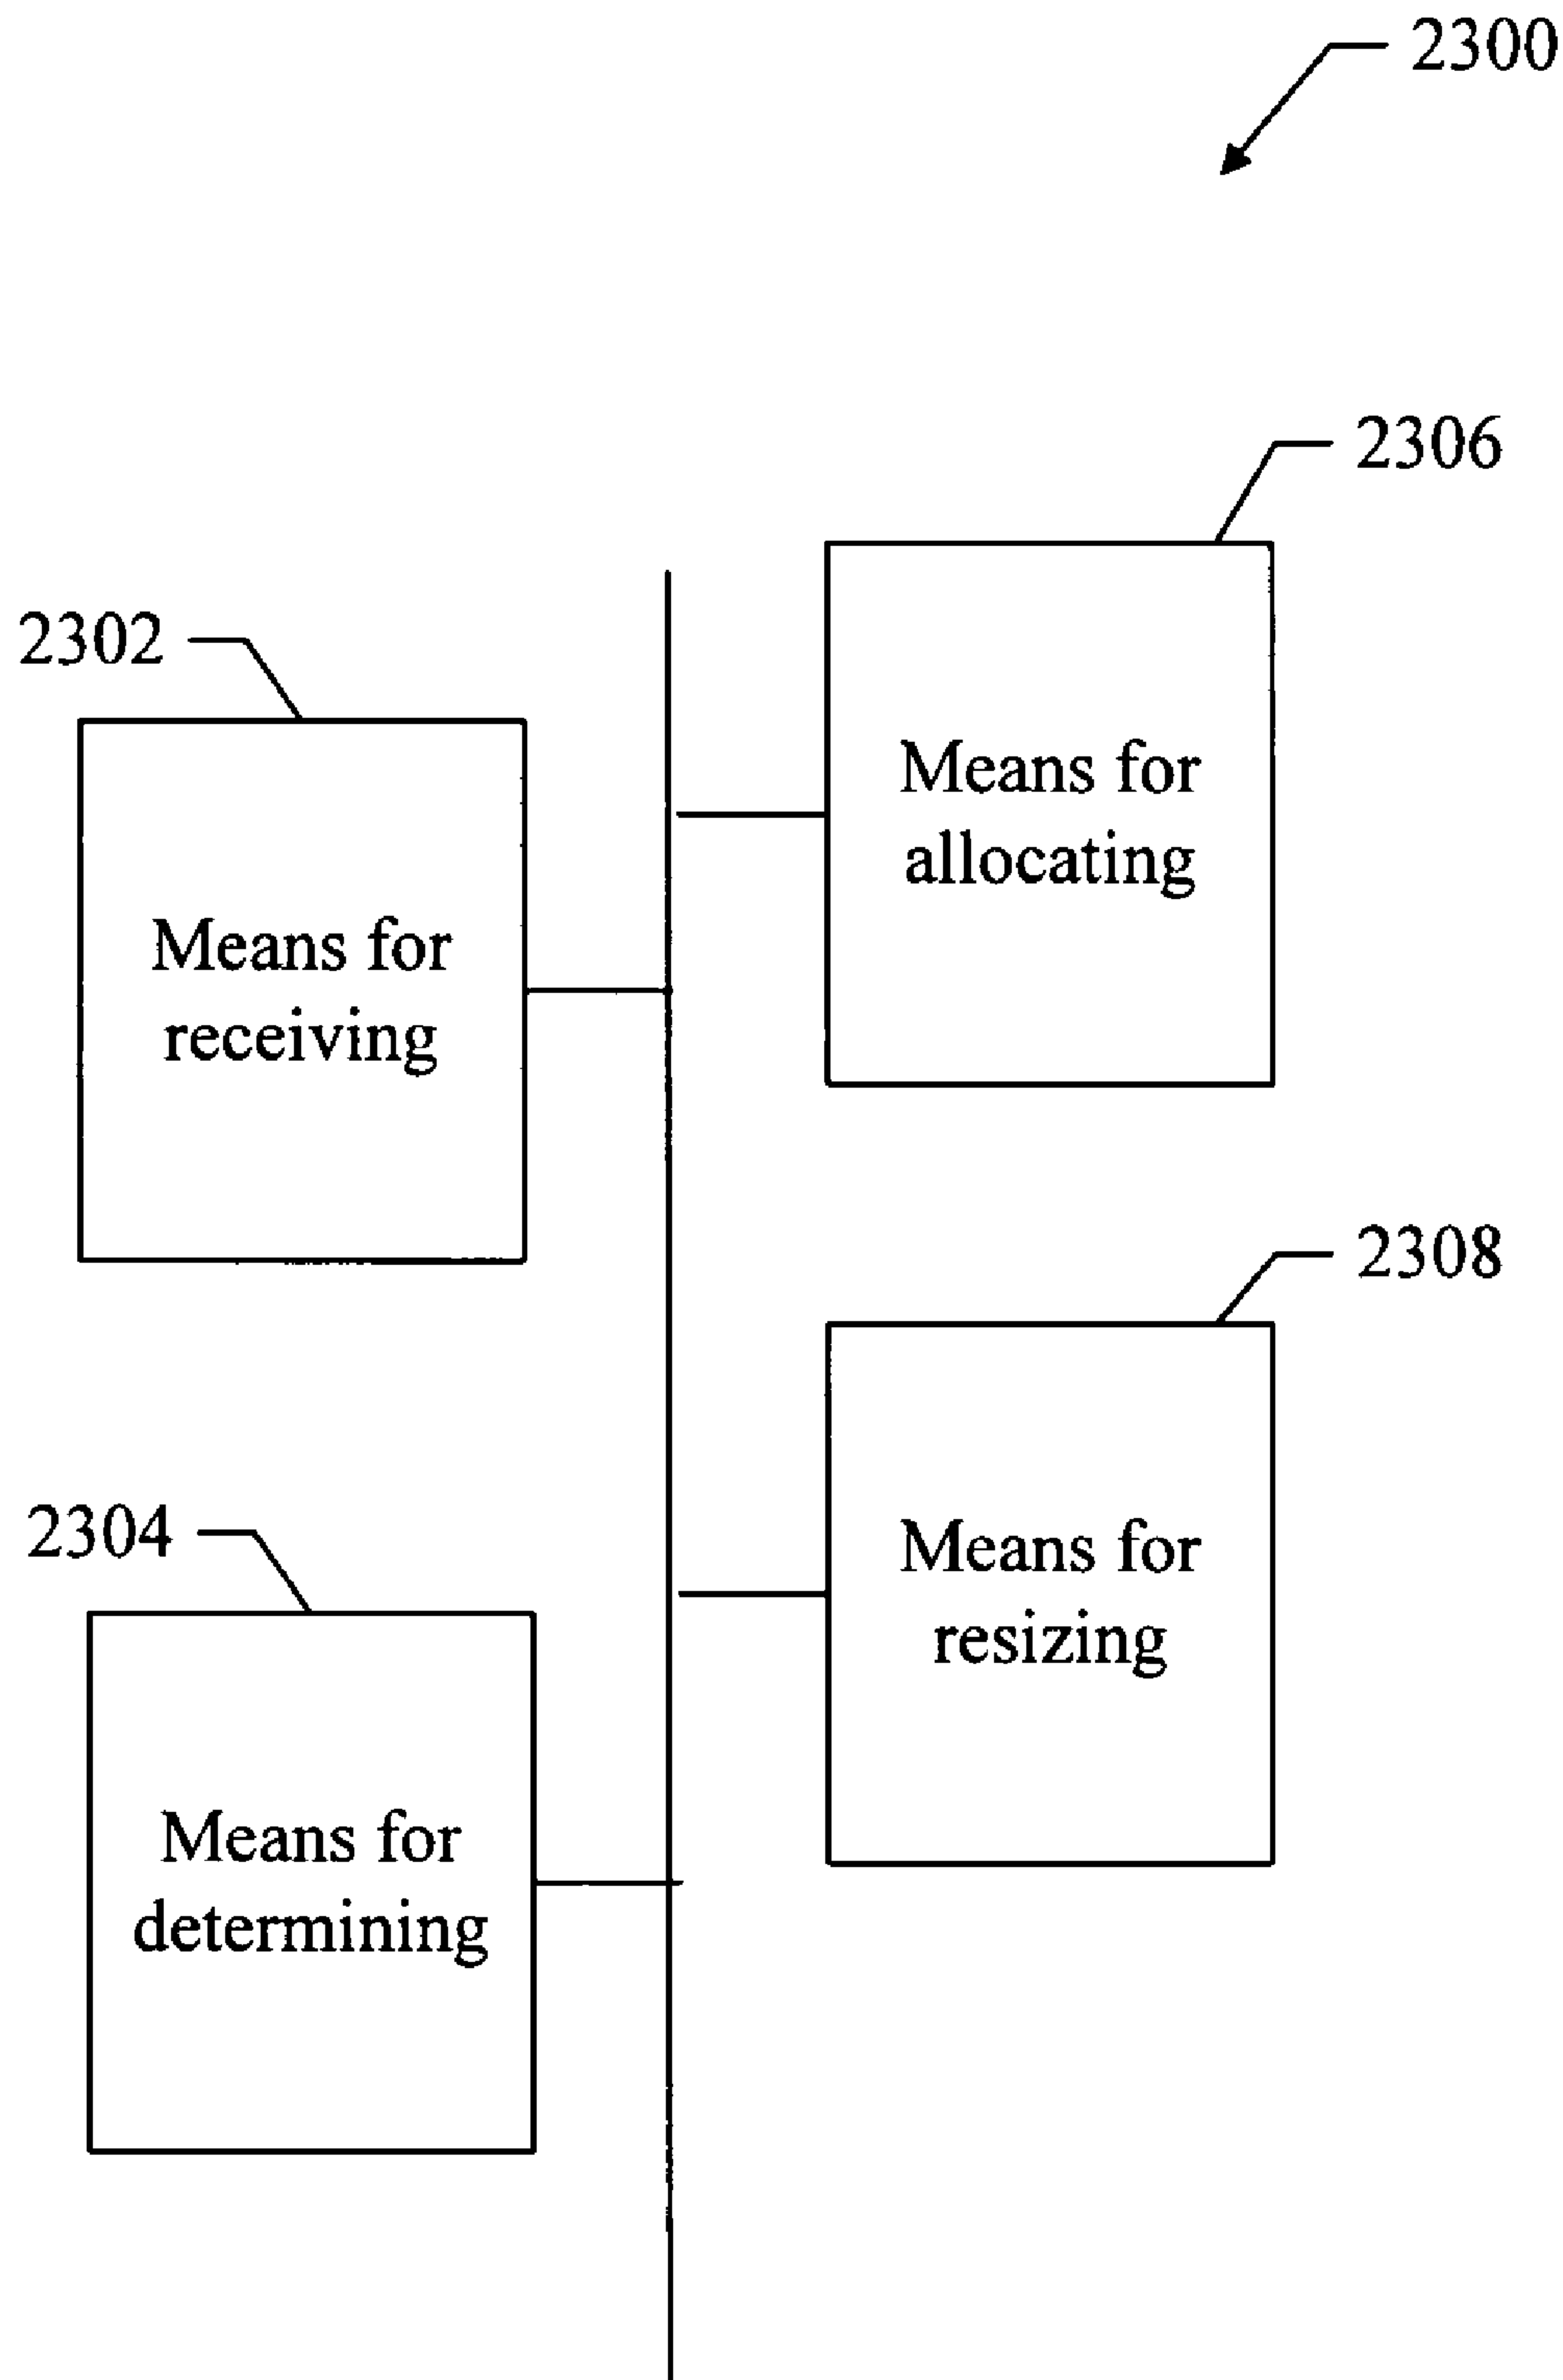 2300
2306
Means for
allocating
2302
Means for
receiving
2308
Means for
resizing
2304
Means for
determining